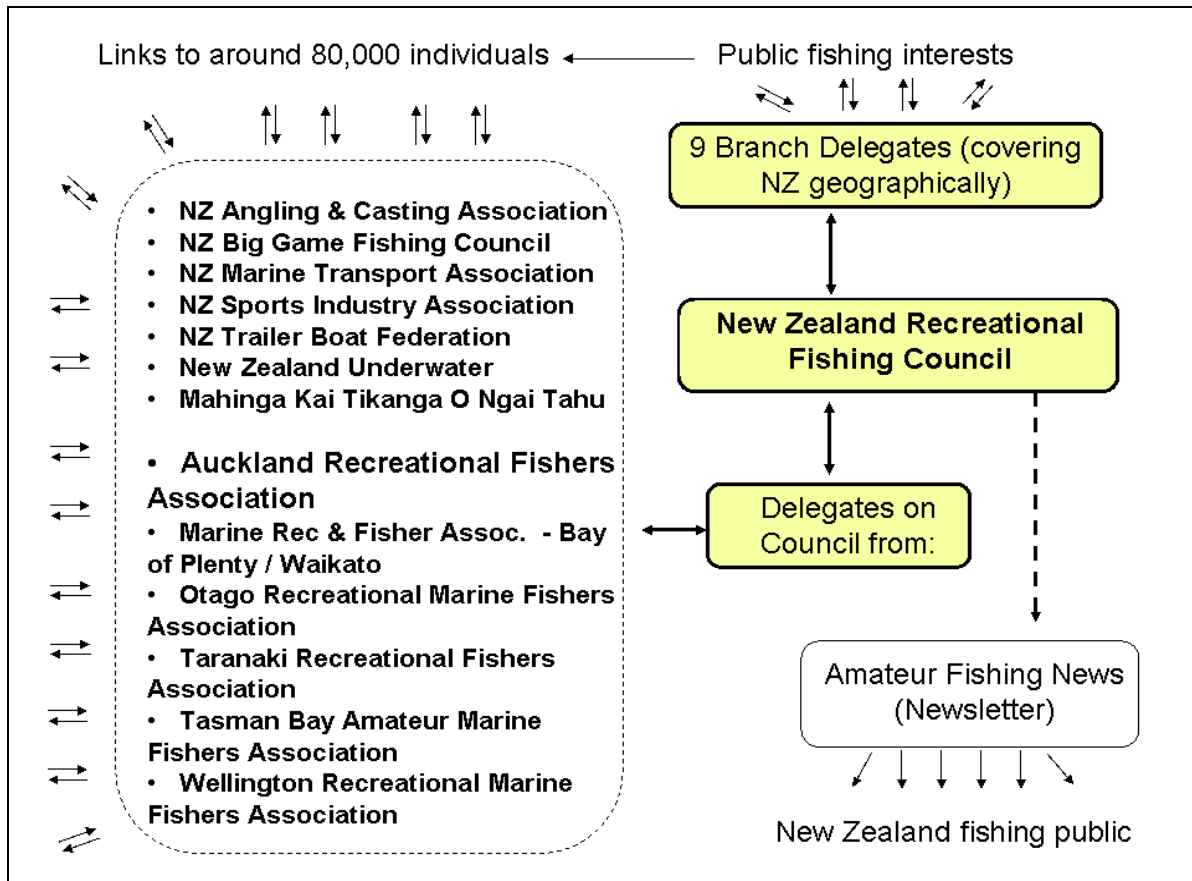 Links to around 80,000 individuals
Public fishing interests
9 Branch Delegates (covering
NZ geographically)
• NZ Angling & Casting Association
• NZ Big Game Fishing Council
• NZ Marine Transport Association
• NZ Sports Industry Association
• NZ Trailer Boat Federation
• New Zealand Underwater
• Mahinga Kai Tikanga O Ngai Tahu
• Auckland Recreational Fishers
Association
• Marine Rec & Fisher Assoc.  - Bay
of Plenty / Waikato
• Otago Recreational Marine Fishers
Association
• Taranaki Recreational Fishers
Association
• Tasman Bay Amateur Marine
Fishers Association
• Wellington Recreational Marine
Fishers Association
New Zealand Recreational
Fishing Council
Delegates on
Council from:
Amateur Fishing News
(Newsletter)
New Zealand fishing public